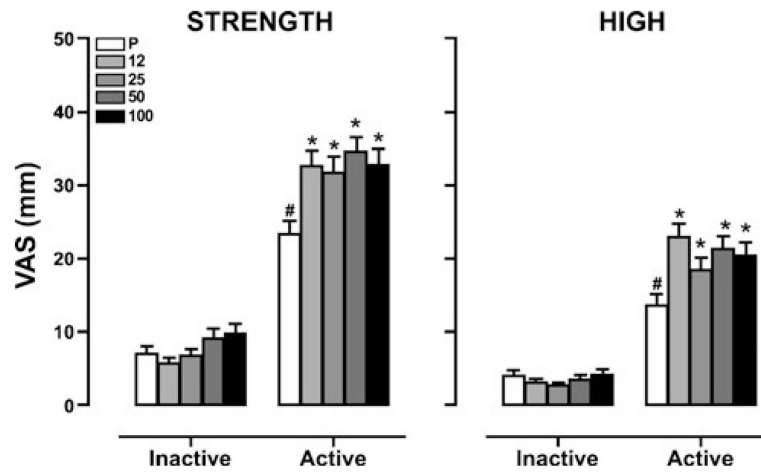 STRENGTH
HIGH
50
40
30
20
10
0
VAS (mm)
P
12
25
50
100
#
*
*
*
*
#
*
*
*
*
Inactive
Active
Inactive
Active